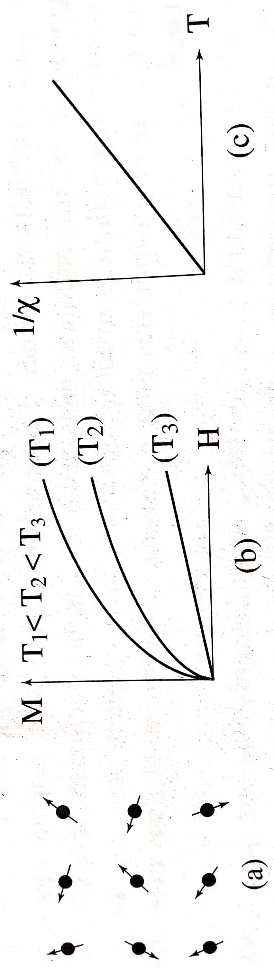 M
T₁< T₂ < T₃
(T₁)
(T₂)
(T₃)
H
1/χ
T
(a)
(b)
(c)